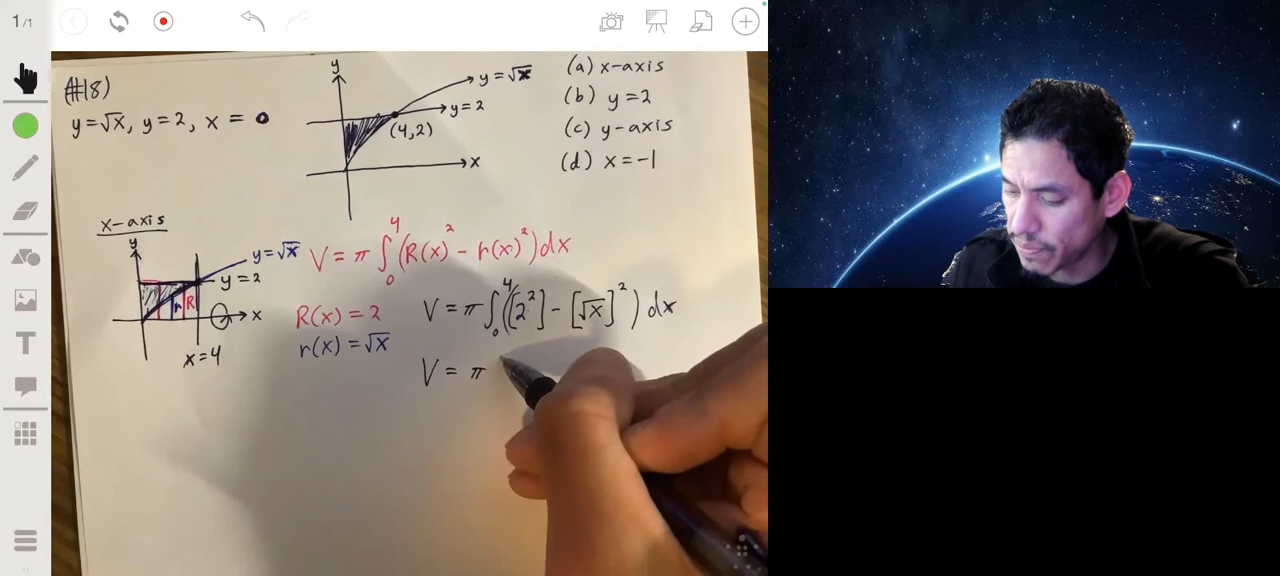 1/1
(#18)
y=√x, y=2, x = 0
y
y=√x
y=2
(4,2)
x
(a) x-axis
(b) y=2
(c) y-axis
(d) x=-1
x-axis
y
y=√x
y=2
r R
x
x=4
V = π ∫₀⁴ (R(x)² - r(x)²) dx
R(x) = 2
r(x) = √x
V = π ∫₀⁴ ([2²] - [√x]²) dx
V = π
T